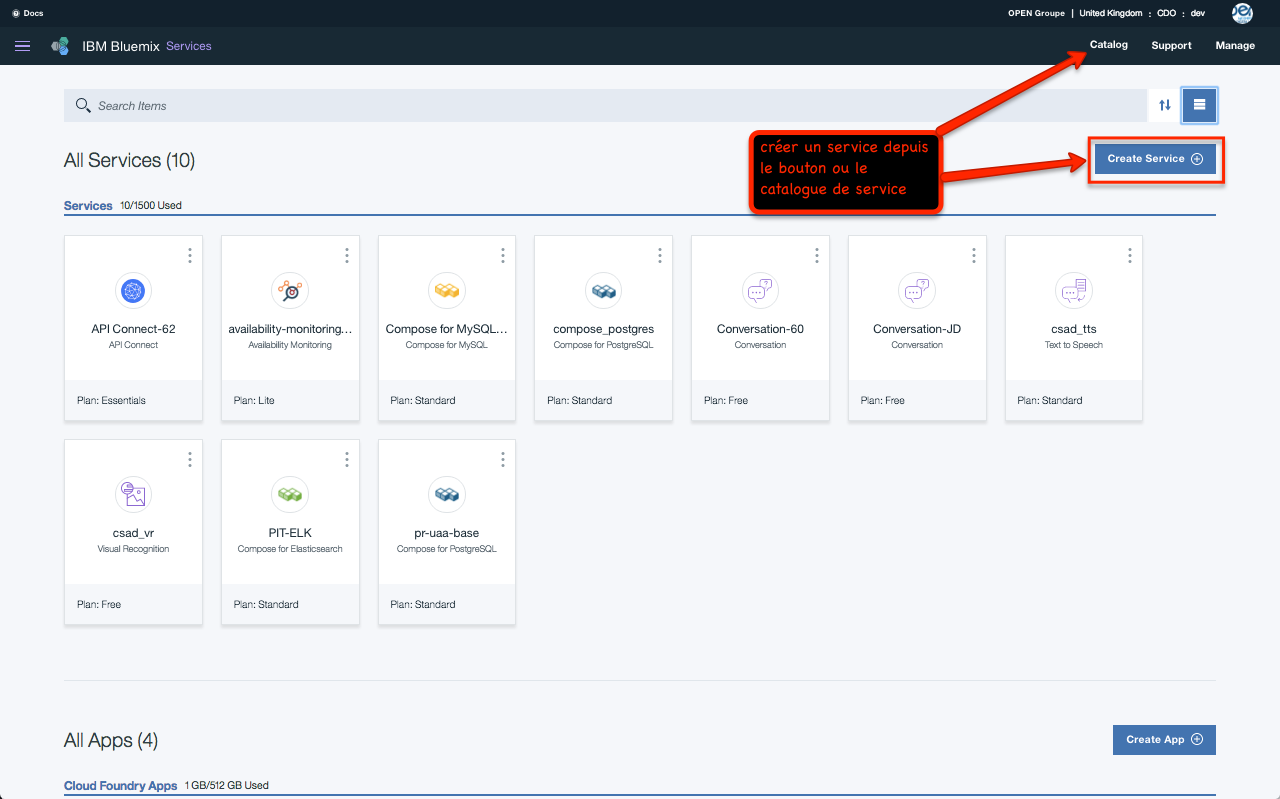 Docs
OPEN Groupe | United Kingdom : CDO : dev
IBM Bluemix Services
Catalog Support Manage
Search Items
All Services (10)
créer un service depuis
le bouton ou le
catalogue de service
Create Service
Services 10/1500 Used
API Connect-62
API Connect
Plan: Essentials
availability-monitoring...
Availability Monitoring
Plan: Lite
Compose for MySQL...
Compose for MySQL
Plan: Standard
compose_postgres
Compose for PostgreSQL
Plan: Standard
Conversation-60
Conversation
Plan: Free
Conversation-JD
Conversation
Plan: Free
csad_tts
Text to Speech
Plan: Standard
csad_vr
Visual Recognition
Plan: Free
PIT-ELK
Compose for Elasticsearch
Plan: Standard
pr-uaa-base
Compose for PostgreSQL
Plan: Standard
All Apps (4)
Create App
Cloud Foundry Apps 1 GB/512 GB Used